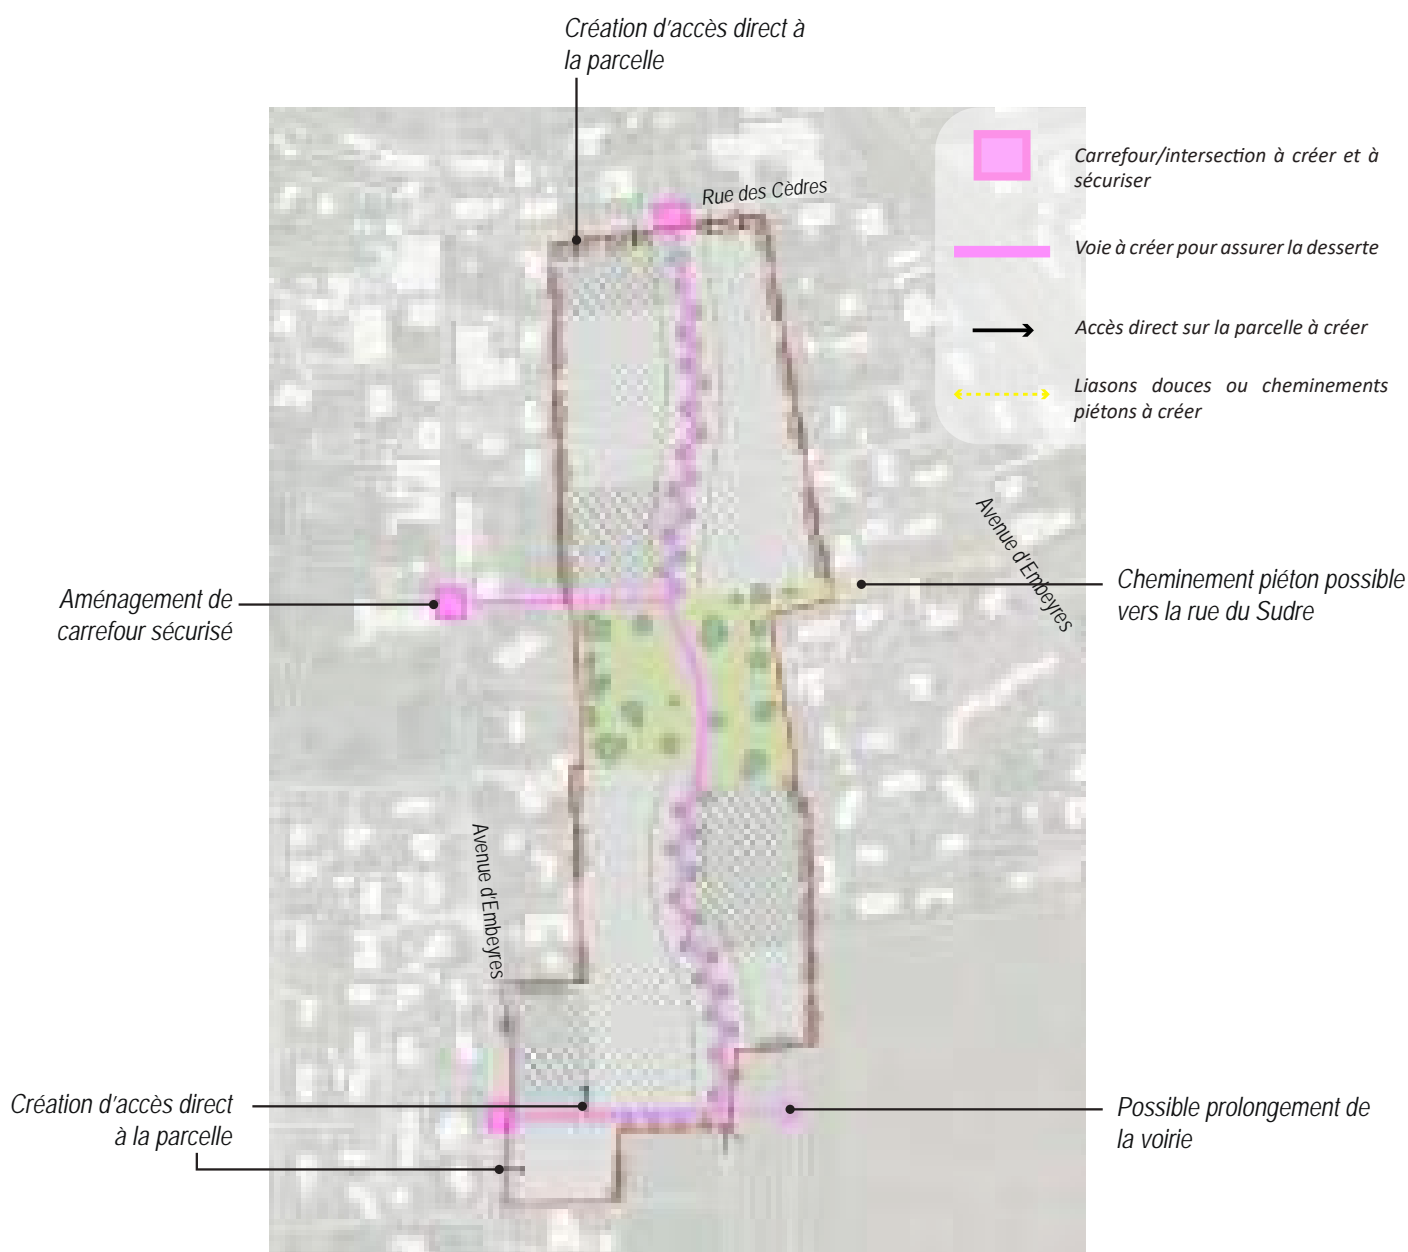 Création d'accès direct à
la parcelle
Rue des Cèdres
Carrefour/intersection à créer et à
sécuriser
Voie à créer pour assurer la desserte
Accès direct sur la parcelle à créer
Liasons douces ou cheminements
piétons à créer
Avenue d'Embeyres
Cheminement piéton possible
vers la rue du Sudre
Aménagement de
carrefour sécurisé
Avenue d'Embeyres
Création d'accès direct
à la parcelle
Possible prolongement de
la voirie